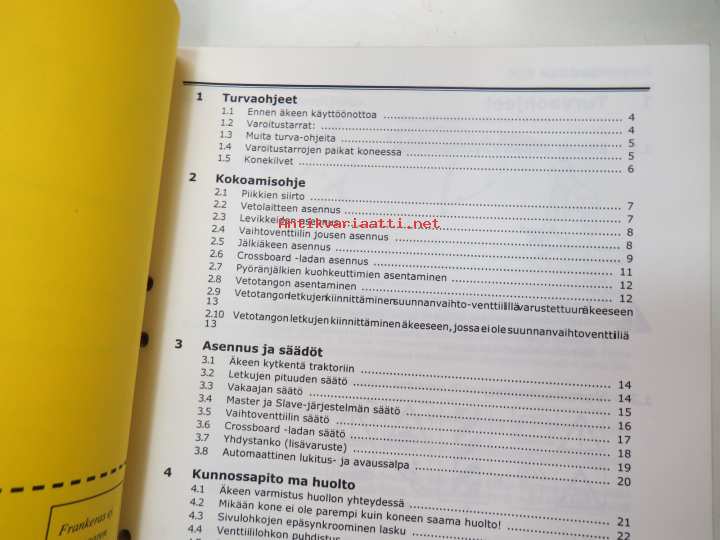 1 Turvaohjeet
1.1 Ennen äkeen käyttöönottoa 4
1.2 Varoitustarrat: 4
1.3 Muita turva-ohjeita 5
1.4 Varoitustarrojen paikat koneessa 5
1.5 Konekilvet 6
2 Kokoamisohje
2.1 Piikkien siirto 7
2.2 Vetolaitteen asennus 7
2.3 Levikkeiden asennus 8
Antikvariaatti.net
2.4 Vaihtoventtiilin jousen asennus 8
2.5 Jälkiäkeen asennus 9
2.6 Crossboard -ladan asennus 11
2.7 Pyöränjälkien kuohkeuttimien asentaminen 12
2.8 Vetotangon asentaminen 12
2.9 Vetotangon letkujen kiinnittäminen suunnanvaihto-venttiilillä varustettuun äkeeseen
13
2.10 Vetotangon letkujen kiinnittäminen äkeeseen, jossa ei ole suunnanvaihtoventtiiliä
13
3 Asennus ja säädöt
3.1 Äkeen kytkentä traktoriin 14
3.2 Letkujen pituuden säätö 14
3.3 Vakaajan säätö 15
3.4 Master ja Slave-järjestelmän säätö 16
3.5 Vaihtoventtiilin säätö 17
3.6 Crossboard -ladan säätö 18
3.7 Yhdystanko (lisävaruste) 19
3.8 Automaattinen lukitus- ja avaussalpa 20
4 Kunnossapito ma huolto
4.1 Äkeen varmistus huollon yhteydessä 21
4.2 Mikään kone ei ole parempi kuin koneen saama huolto! 22
4.3 Sivulohkojen epäsynkroominen lasku
4.4 Venttiililohkon puhdistus
Frankeras ej